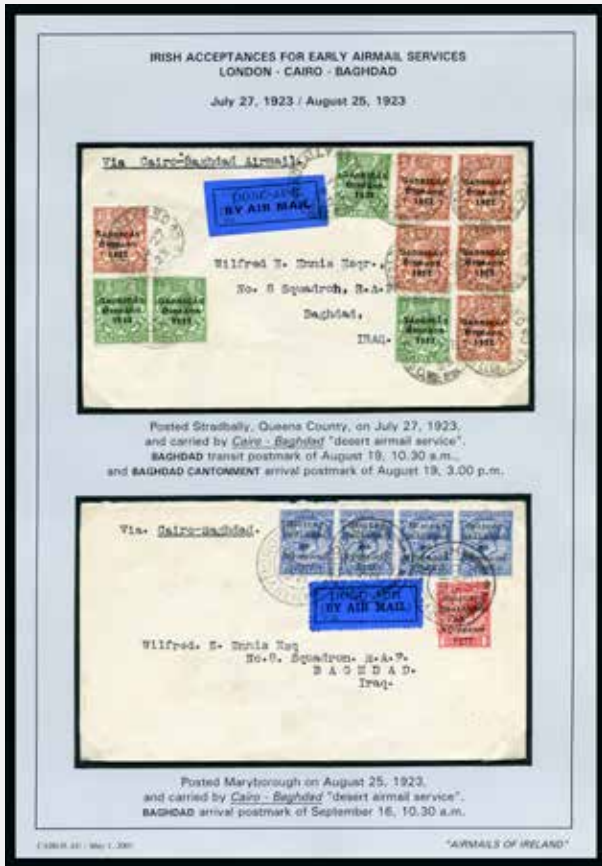 IRISH ACCEPTANCES FOR EARLY AIRMAIL SERVICES
LONDON - CAIRO - BAGHDAD
July 27, 1923 / August 25, 1923
Via Cairo-Baghdad Airmail.
BY AIR MAIL
Wilfred E. Ennis Esqr.,
No. 8 Squadron, R.A.F
Baghdad,
IRAQ.
Posted Stradbally, Queens County, on July 27, 1923,
and carried by Cairo - Baghdad "desert airmail service".
BAGHDAD transit postmark of August 19, 10.30 a.m.,
and BAGHDAD CANTONMENT arrival postmark of August 19, 3.00 p.m.
Via. Cairo-Baghdad.
BY AIR MAIL
Wilfred. E. Ennis Esq
No.8. Squadron. R.A.F.
BAGHDAD.
Iraq.
Posted Maryborough on August 25, 1923,
and carried by Cairo - Baghdad "desert airmail service".
BAGHDAD arrival postmark of September 16, 10.30 a.m.
"AIRMAILS OF IRELAND"